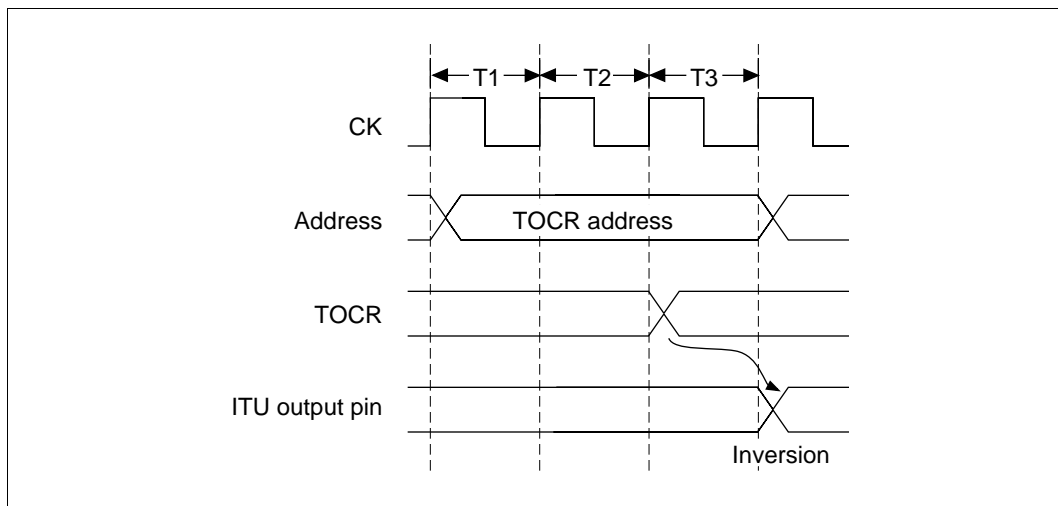 T1 T2 T3
CK
Address TOCR address
TOCR
ITU output pin
Inversion